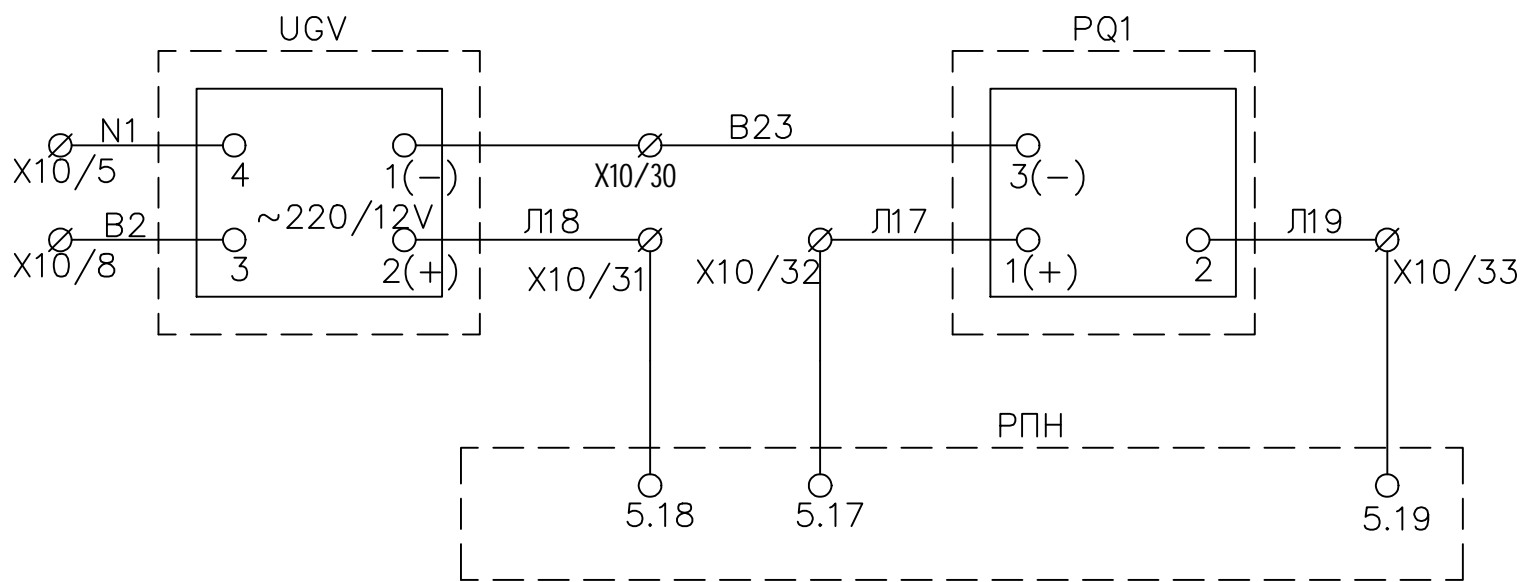 UGV
PQ1
N1
B23
X10/5
4
1(–)
X10/30
3(–)
B2
~220/12V
Л18
Л17
Л19
X10/8
3
2(+)
X10/31
X10/32
1(+)
2
X10/33
РПН
5.18
5.17
5.19